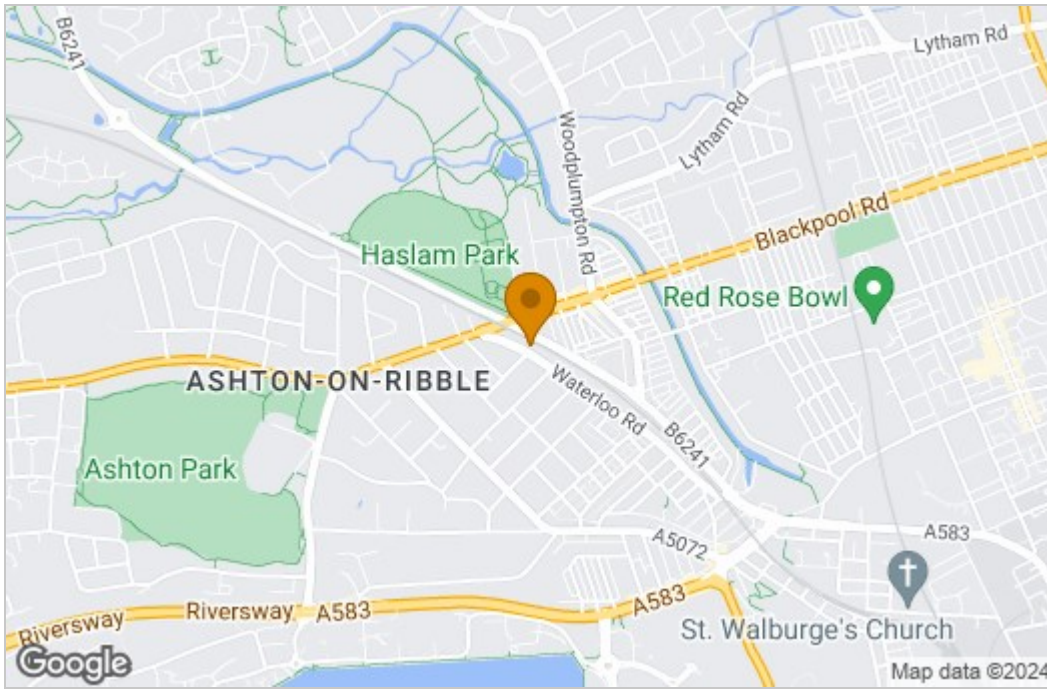 B6241
Lytham Rd
Woodplumpton Rd
Lytham Rd
Blackpool Rd
Haslam Park
Red Rose Bowl
ASHTON-ON-RIBBLE
Waterloo Rd
B6241
Ashton Park
A5072
A583
A583
Riversway
A583
Riversway
St. Walburge's Church
Google
Map data ©2024